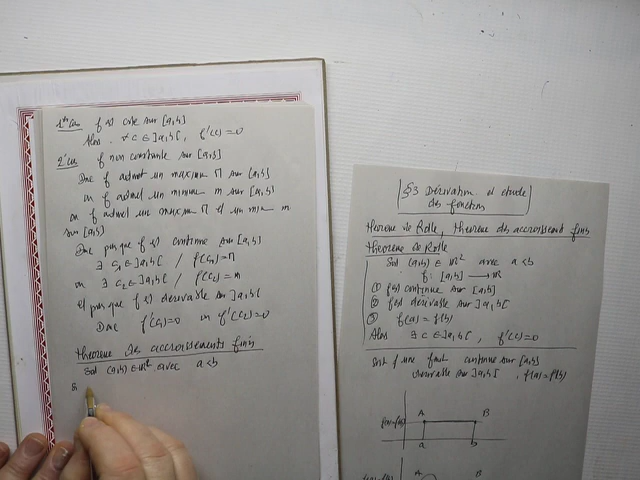 1er Cas f est cste sur [a,b]
Alors ∀c ∈ ]a,b[, f'(c)=0
2e Cas f non constante sur [a,b]
Donc f admet un maximum M sur [a,b]
ou f admet un minimum m sur [a,b]
ou f admet un maximum M et un min m
sur [a,b]
Donc puisque f est continue sur [a,b]
∃ c₁ ∈ ]a,b[ / f(c₁)=M
ou ∃ c₂ ∈ ]a,b[ / f(c₂)=m
et puisque f est dérivable sur ]a,b[
Donc f'(c₁)=0 ou f'(c₂)=0
Théorème des accroissements finis
Soit (a,b) ∈ ℝ² avec a<b
Si
§3 Dérivation et étude
des fonctions
Théorème de Rolle, théorème des accroissements finis
Théorème de Rolle
Soit (a,b) ∈ ℝ² avec a<b
f: [a,b] → ℝ
① f est continue sur [a,b]
② f est dérivable sur ]a,b[
③ f(a) = f(b)
Alors ∃ c ∈ ]a,b[, f'(c)=0
Soit f une fonct continue sur [a,b]
dérivable sur ]a,b[, f(a)=f(b)
A B
f(a)=f(b)
a b
A B